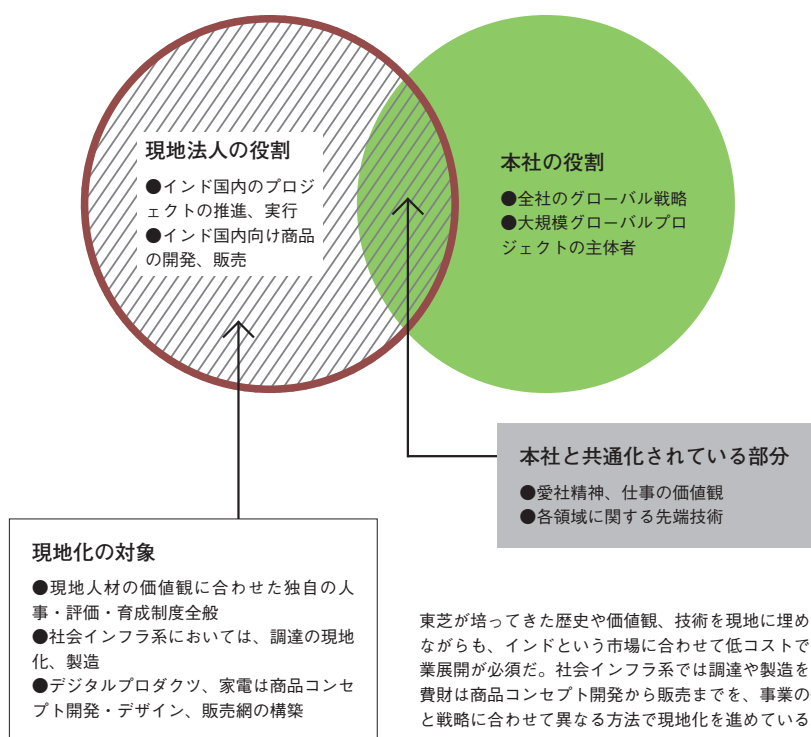 現地法人の役割
●インド国内のプロジ
ェクトの推進、実行
●インド国内向け商品
の開発、販売
本社の役割
●全社のグローバル戦略
●大規模グローバルプロ
ジェクトの主体者
本社と共通化されている部分
●愛社精神、仕事の価値観
●各領域に関する先端技術
現地化の対象
●現地人材の価値観に合わせた独自の人
事・評価・育成制度全般
●社会インフラ系においては、調達の現地
化、製造
●デジタルプロダクツ、家電は商品コンセ
プト開発・デザイン、販売網の構築
東芝が培ってきた歴史や価値観、技術を現地に埋め
ながらも、インドという市場に合わせて低コストで
業展開が必須だ。社会インフラ系では調達や製造を
費財は商品コンセプト開発から販売までを、事業の
と戦略に合わせて異なる方法で現地化を進めている